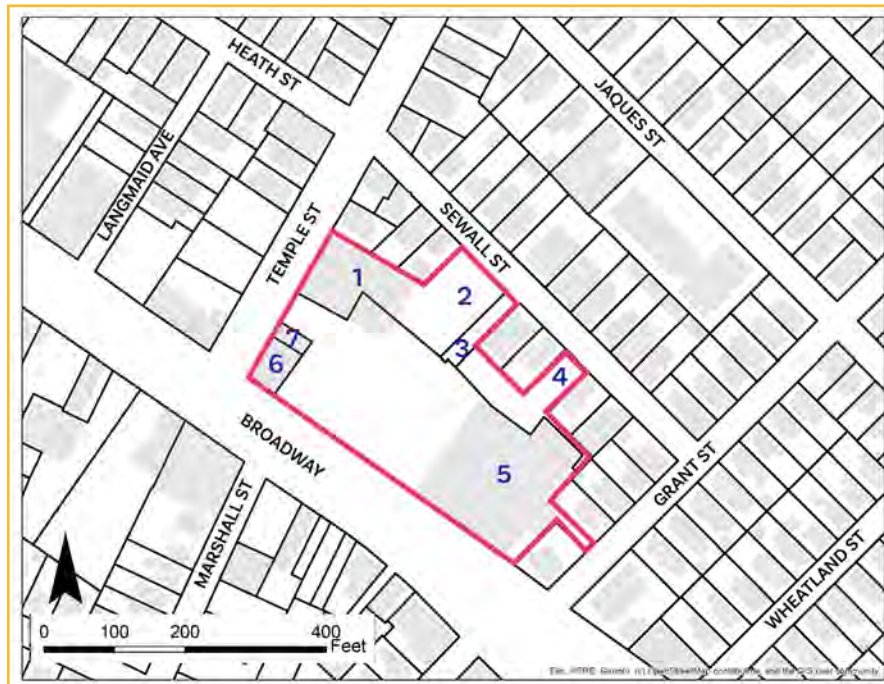 HEATH ST
JAQUES ST
LANGMAID AVE
TEMPLE ST
SEWALL ST
1
2
3
7
6
4
5
BROADWAY
GRANT ST
MARSHALL ST
WHEATLAND ST
0 100 200 400
Feet